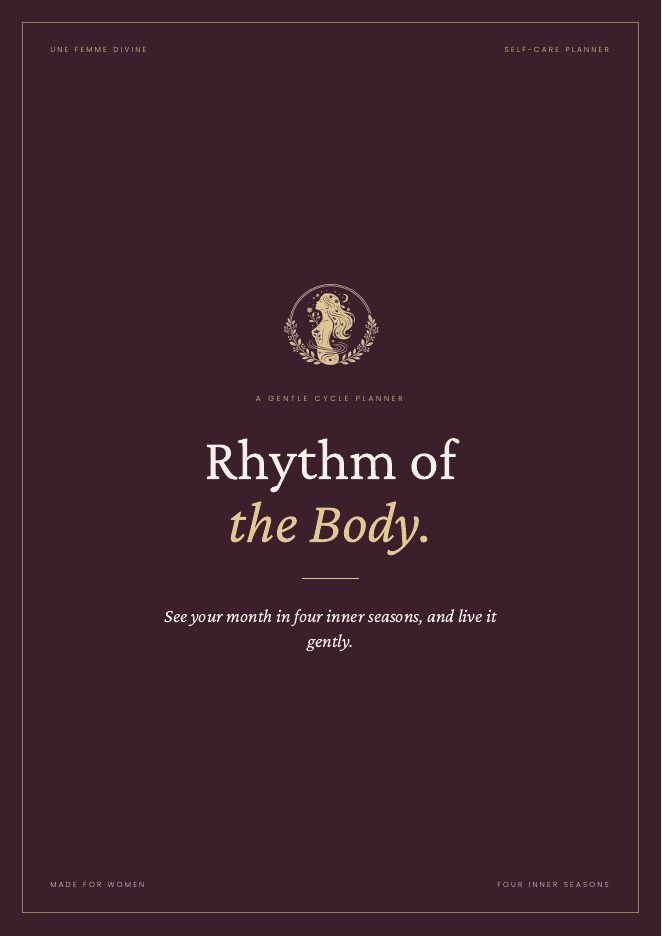 UNE FEMME DIVINE
SELF-CARE PLANNER
A GENTLE CYCLE PLANNER
Rhythm of
the Body.
See your month in four inner seasons, and live it
gently.
MADE FOR WOMEN
FOUR INNER SEASONS